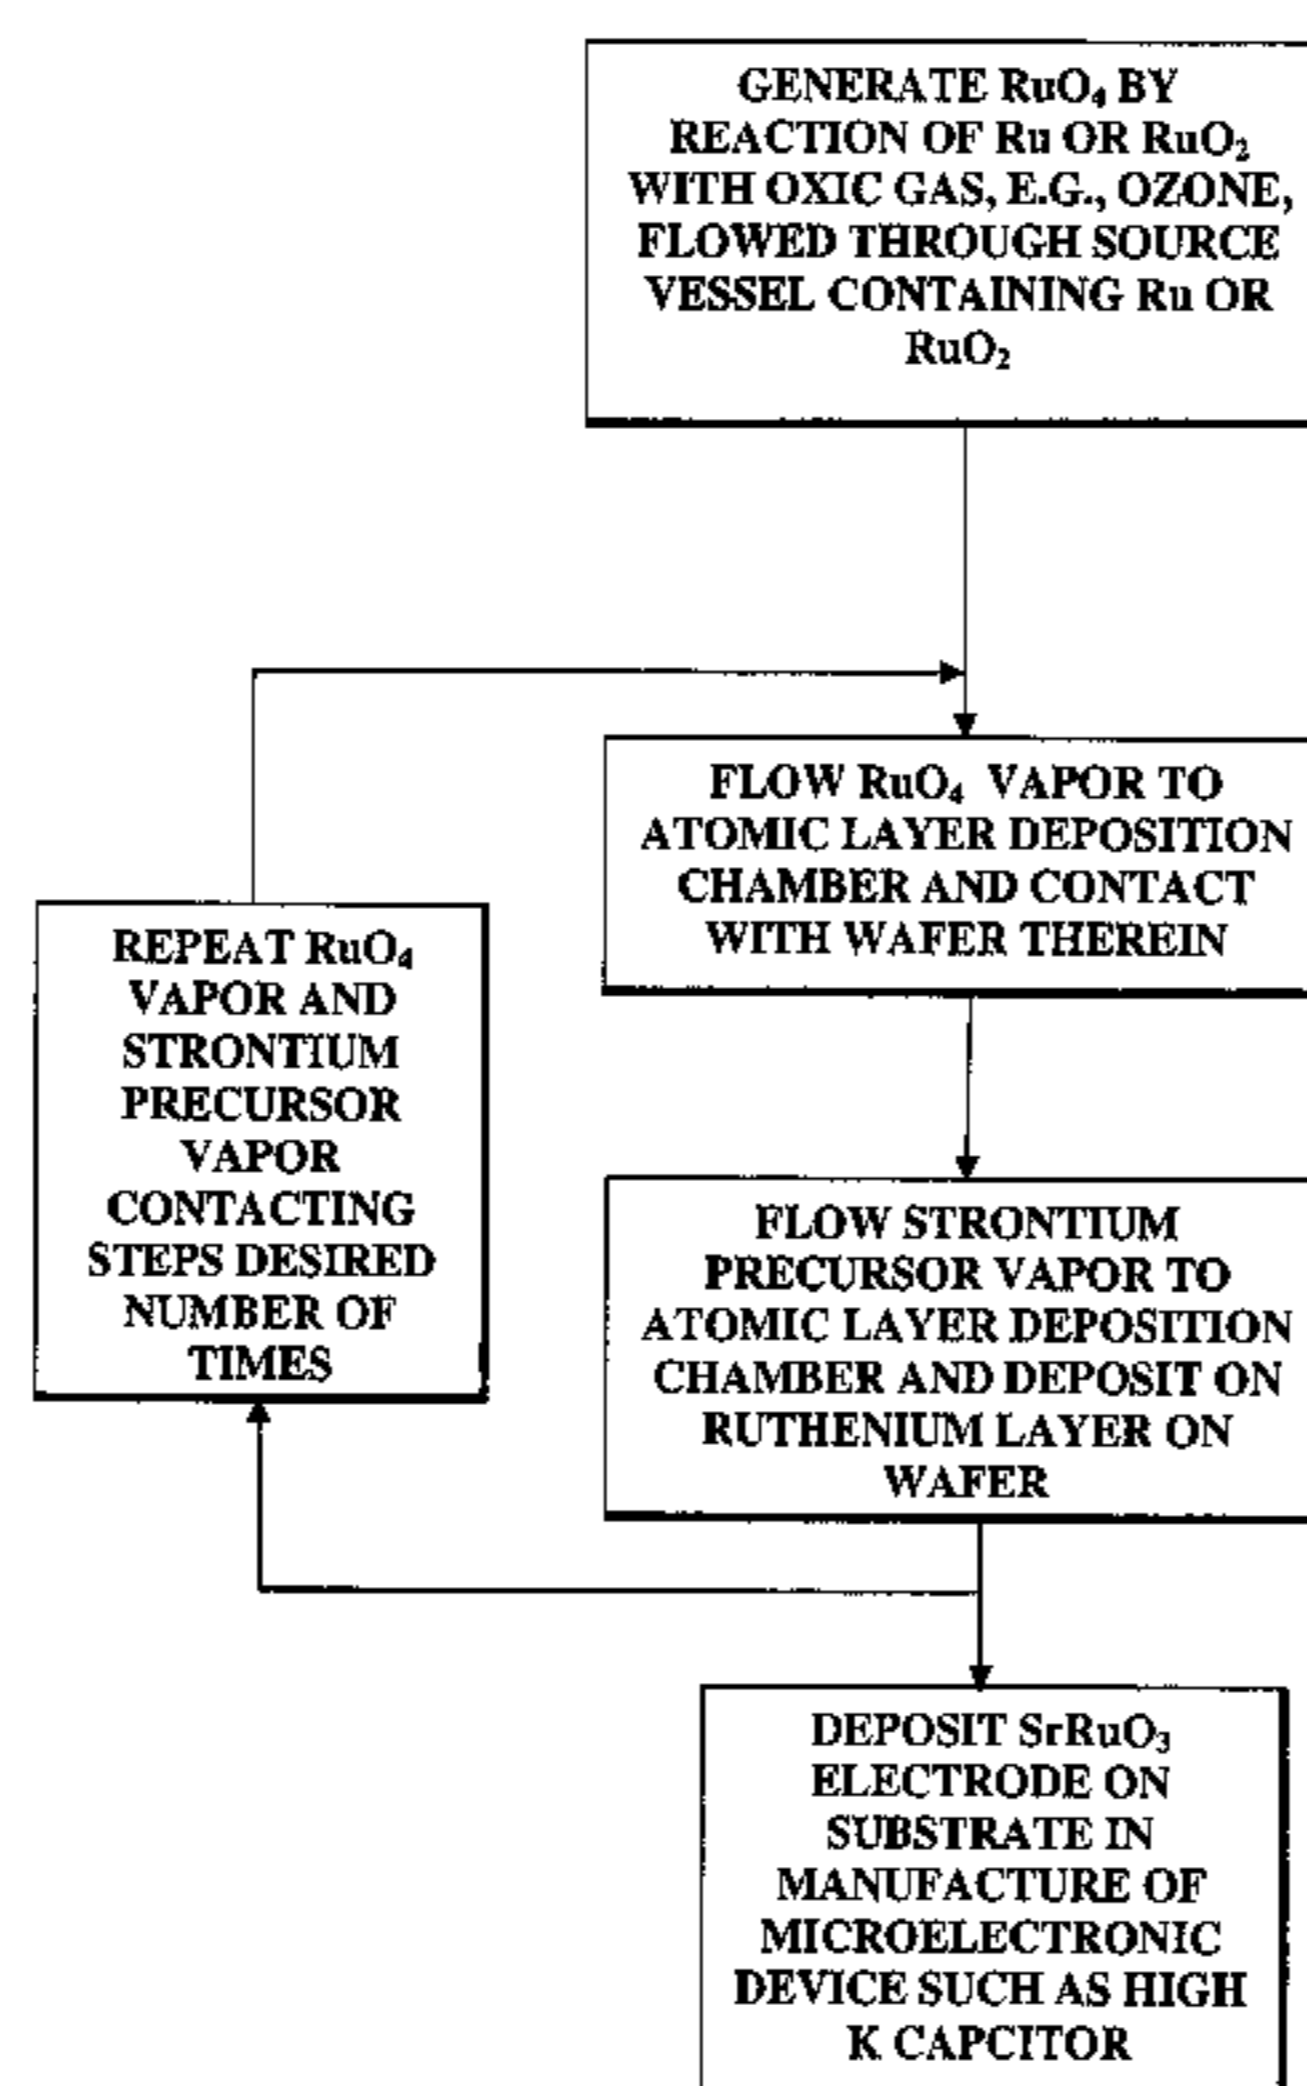 GENERATE RuO₄ BY
REACTION OF Ru OR RuO₂
WITH OXIC GAS, E.G., OZONE,
FLOWED THROUGH SOURCE
VESSEL CONTAINING Ru OR
RuO₂
FLOW RuO₄ VAPOR TO
ATOMIC LAYER DEPOSITION
CHAMBER AND CONTACT
WITH WAFER THEREIN
REPEAT RuO₄
VAPOR AND
STRONTIUM
PRECURSOR
VAPOR
CONTACTING
STEPS DESIRED
NUMBER OF
TIMES
FLOW STRONTIUM
PRECURSOR VAPOR TO
ATOMIC LAYER DEPOSITION
CHAMBER AND DEPOSIT ON
RUTHENIUM LAYER ON
WAFER
DEPOSIT SrRuO₃
ELECTRODE ON
SUBSTRATE IN
MANUFACTURE OF
MICROELECTRONIC
DEVICE SUCH AS HIGH
K CAPCITOR